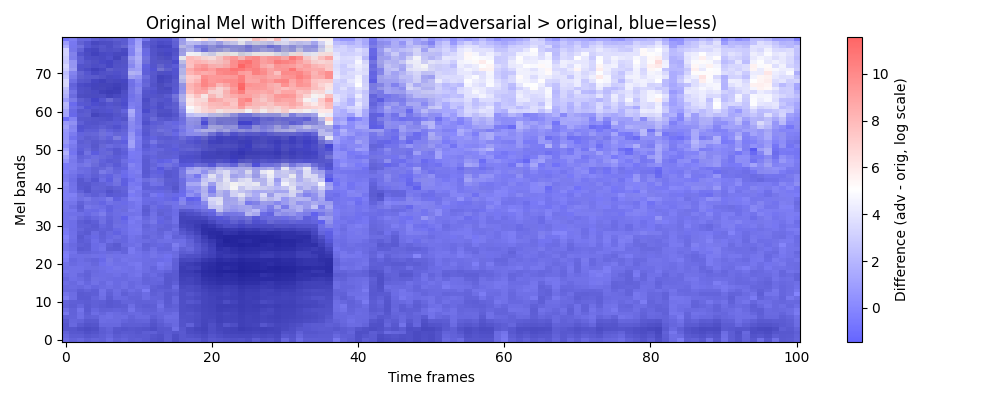 Original Mel with Differences (red=adversarial > original, blue=less)
70
60
50
40
30
20
10
0
Mel bands
0 20 40 60 80 100
Time frames
10
8
6
4
2
0
Difference (adv - orig, log scale)